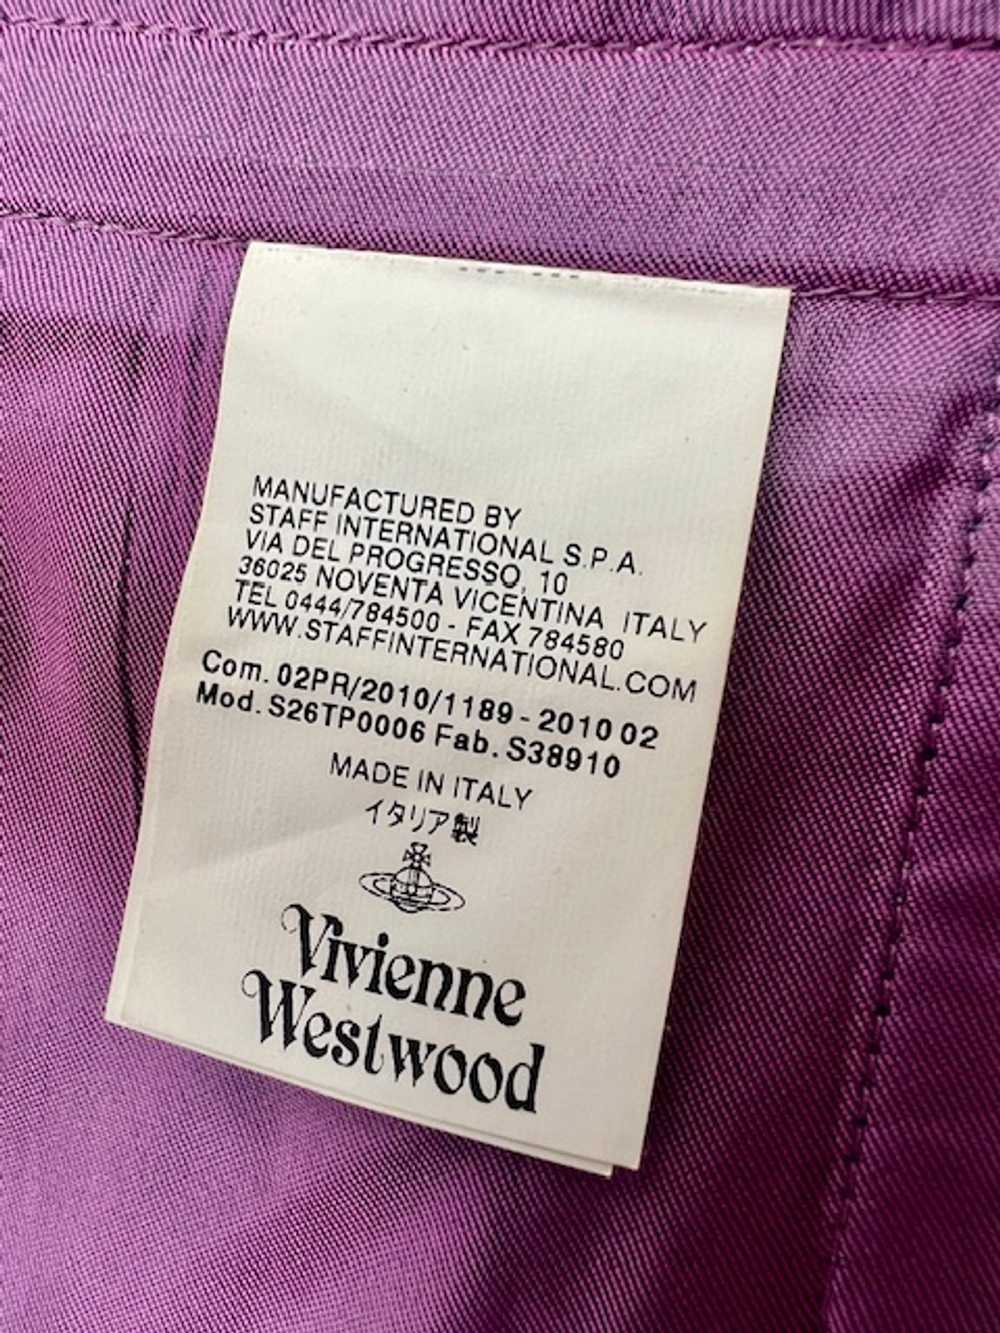 MANUFACTURED BY
STAFF INTERNATIONAL S.P.A.
VIA DEL PROGRESSO, 10
36025 NOVENTA VICENTINA ITALY
TEL 0444/784500 - FAX 784580
WWW.STAFFINTERNATIONAL.COM
Com. 02PR/2010/1189 - 2010 02
Mod. S26TP0006 Fab. S38910
MADE IN ITALY
イタリア製
Vivienne
Westwood